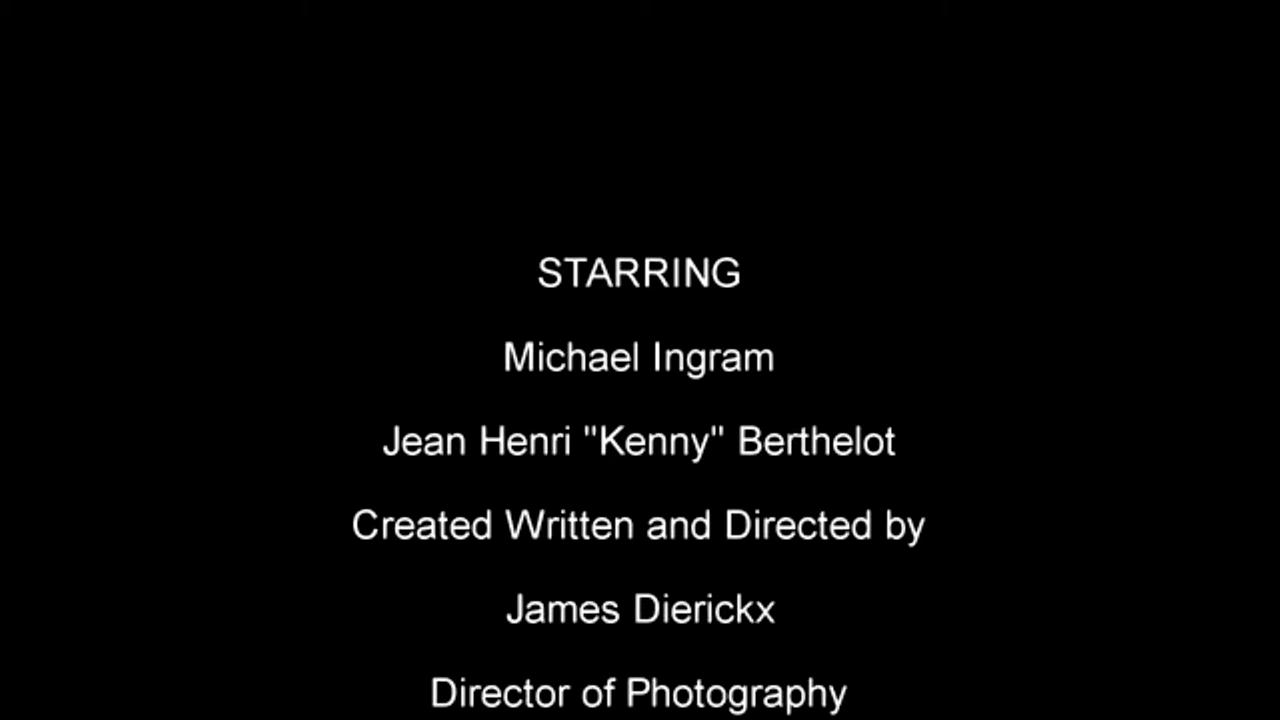 STARRING
Michael Ingram
Jean Henri "Kenny" Berthelot
Created Written and Directed by
James Dierickx
Director of Photography